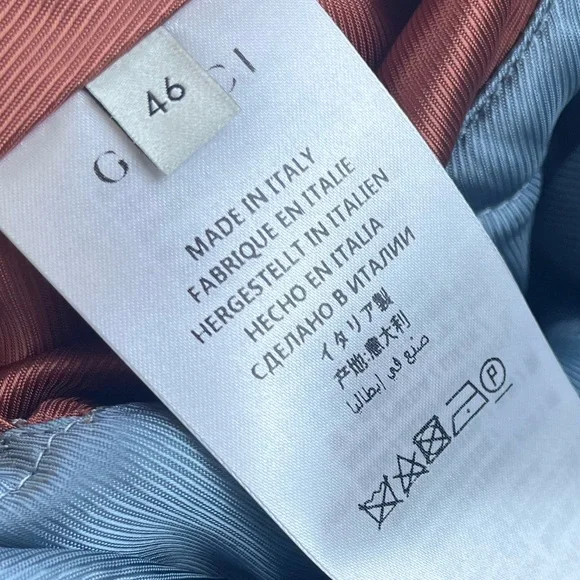 46
G CI
MADE IN ITALY
FABRIQUE EN ITALIE
HERGESTELLT IN ITALIEN
HECHO EN ITALIA
СДЕЛАНО В ИТАЛИИ
イタリア製
产地:意大利
صنع في ايطاليا
P